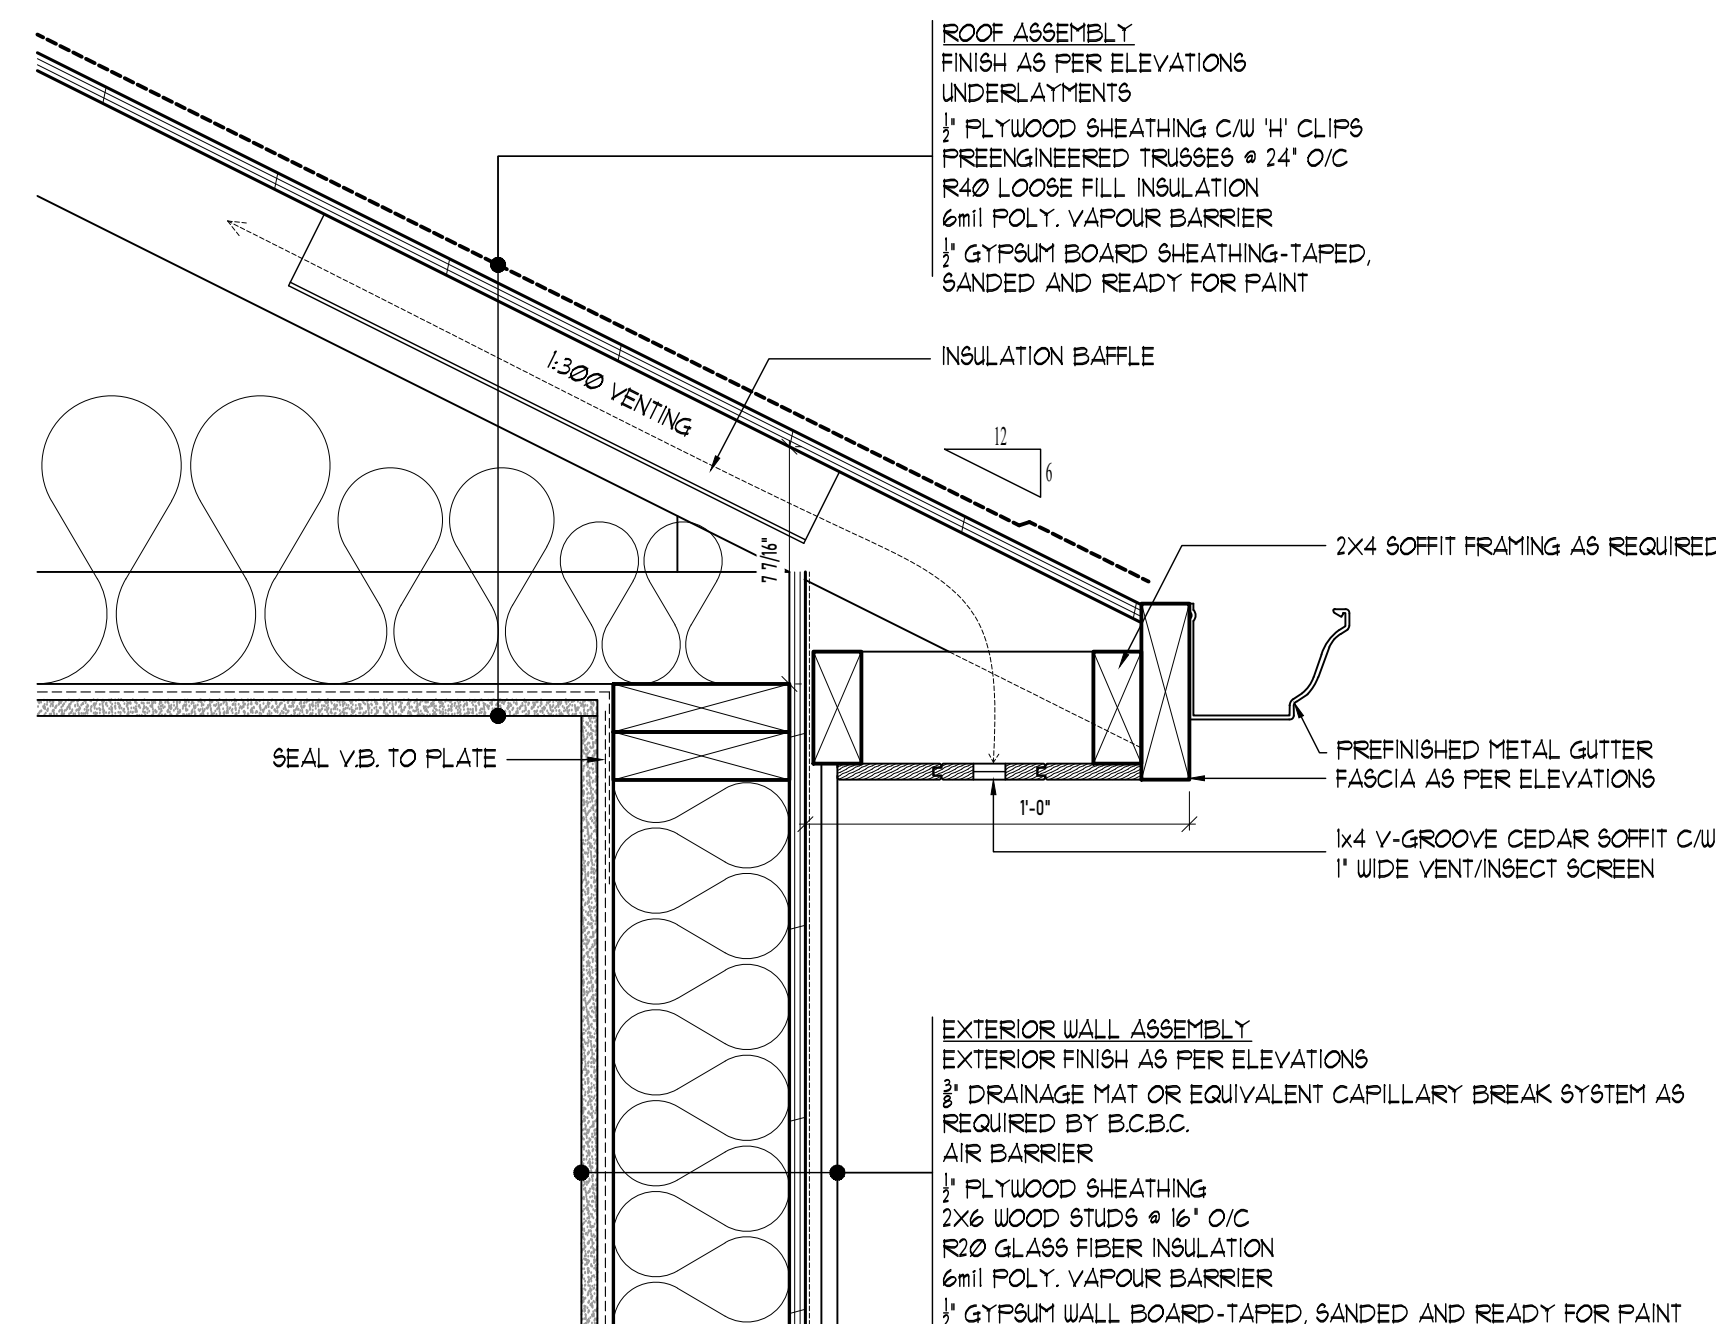 ROOF ASSEMBLY
FINISH AS PER ELEVATIONS
UNDERLAYMENTS
½" PLYWOOD SHEATHING C/W 'H' CLIPS
PREENGINEERED TRUSSES @ 24" O/C
R40 LOOSE FILL INSULATION
6mil POLY. VAPOUR BARRIER
½" GYPSUM BOARD SHEATHING-TAPED,
SANDED AND READY FOR PAINT
INSULATION BAFFLE
1:300 VENTING
12
6
7 7/16"
2X4 SOFFIT FRAMING AS REQUIRED
SEAL V.B. TO PLATE
PREFINISHED METAL GUTTER
FASCIA AS PER ELEVATIONS
1'-0"
1x4 V-GROOVE CEDAR SOFFIT C/W
1" WIDE VENT/INSECT SCREEN
EXTERIOR WALL ASSEMBLY
EXTERIOR FINISH AS PER ELEVATIONS
⅜" DRAINAGE MAT OR EQUIVALENT CAPILLARY BREAK SYSTEM AS
REQUIRED BY B.C.B.C.
AIR BARRIER
½" PLYWOOD SHEATHING
2X6 WOOD STUDS @ 16" O/C
R20 GLASS FIBER INSULATION
6mil POLY. VAPOUR BARRIER
½" GYPSUM WALL BOARD-TAPED, SANDED AND READY FOR PAINT